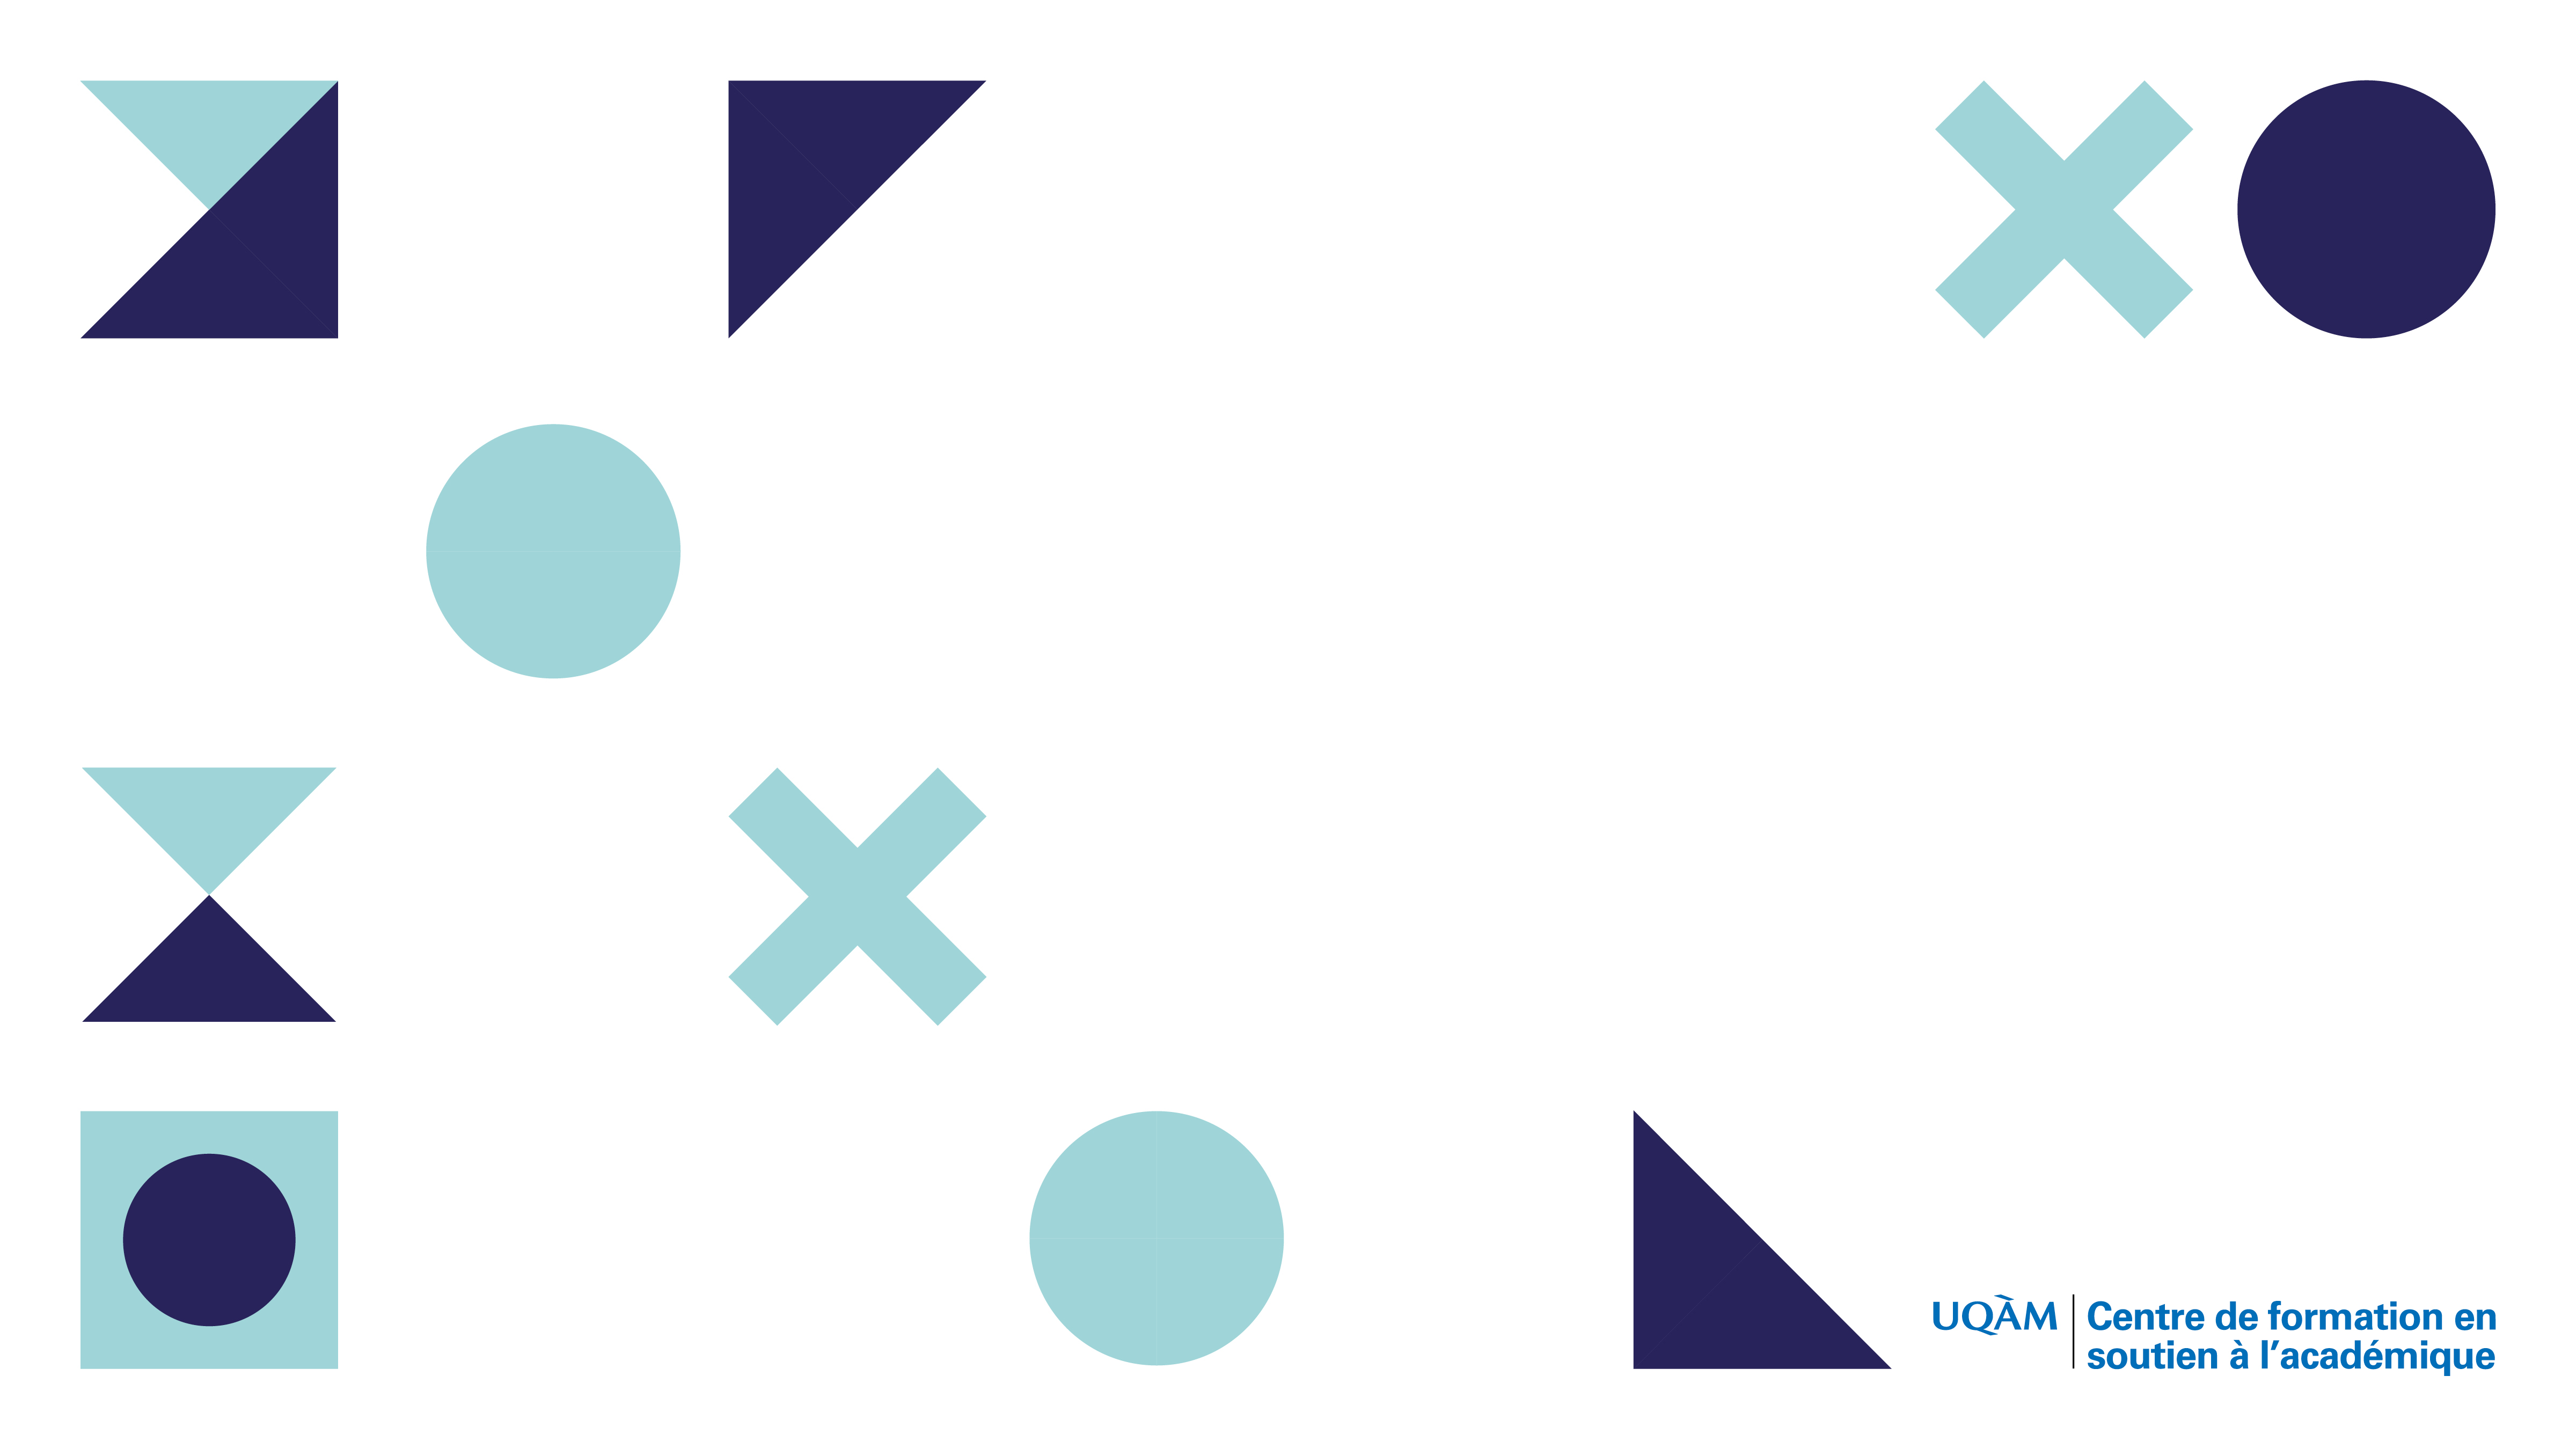 UQÀM
Centre de formation en
soutien à l'académique